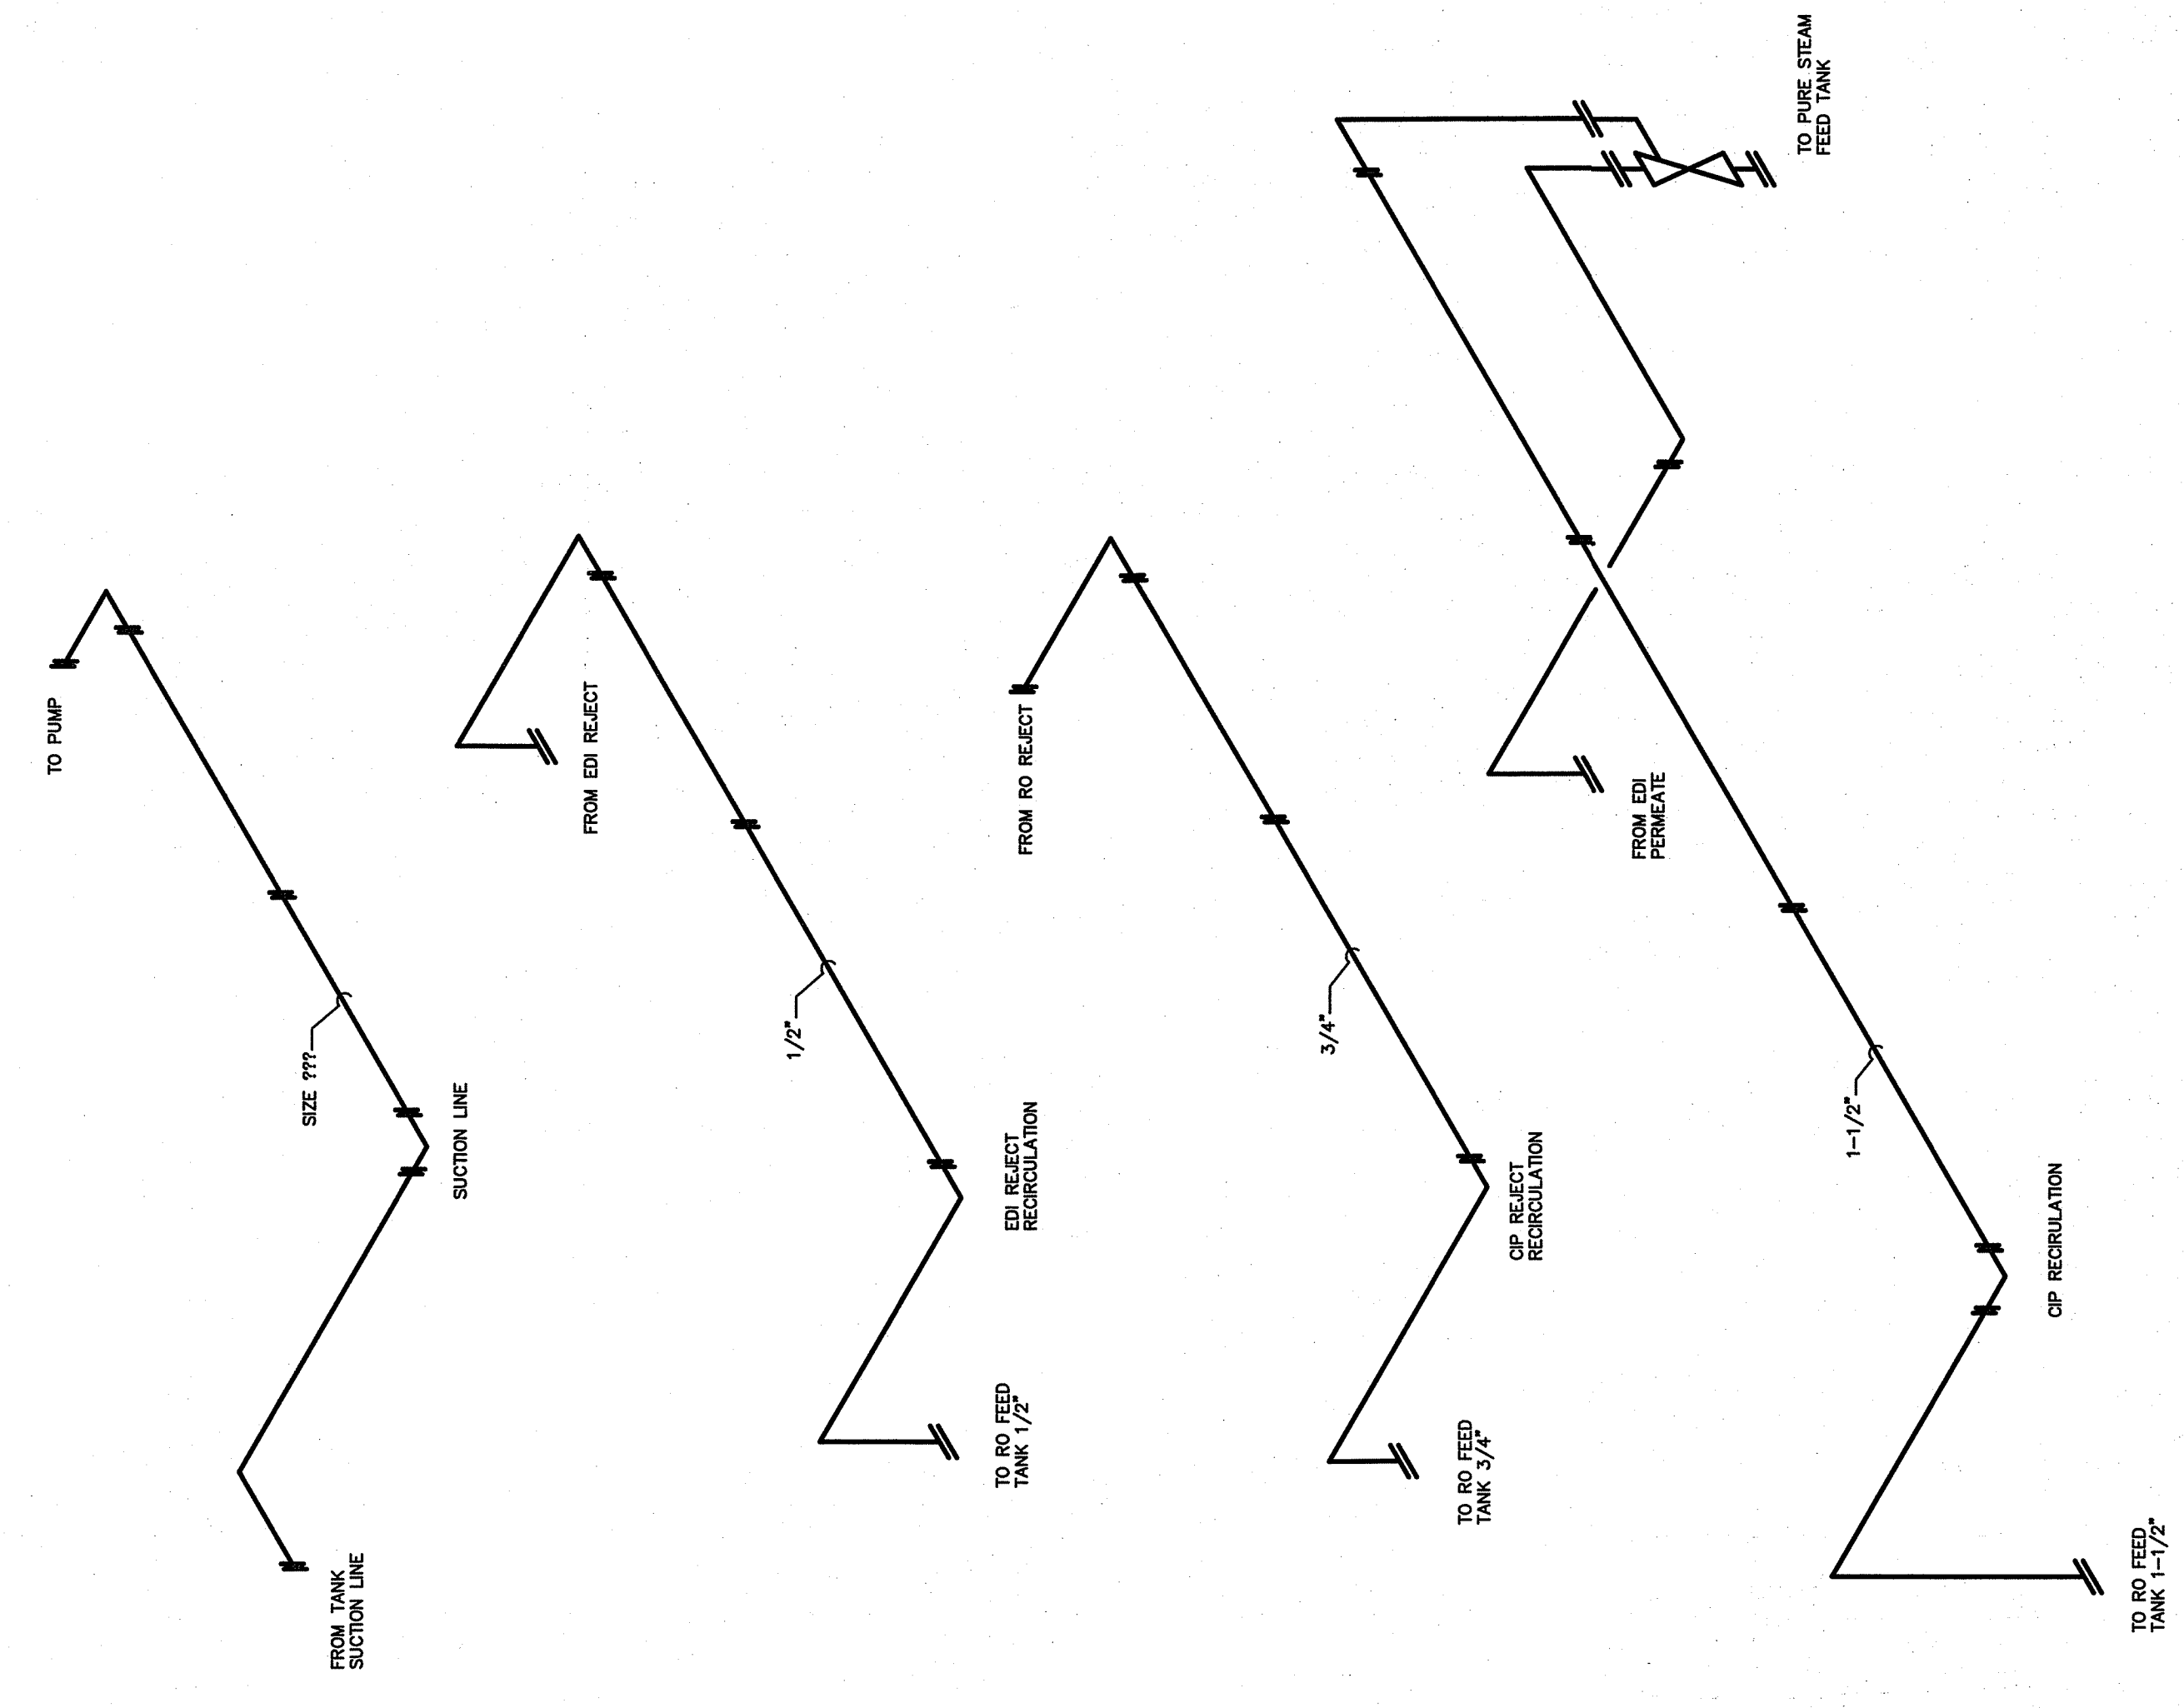 TO PUMP
SIZE ???
SUCTION LINE
FROM TANK
SUCTION LINE
FROM EDI REJECT
1/2"
EDI REJECT
RECIRCULATION
TO RO FEED
TANK 1/2"
FROM RO REJECT
3/4"
CIP REJECT
RECIRCULATION
TO RO FEED
TANK 3/4"
TO PURE STEAM
FEED TANK
FROM EDI
PERMEATE
1-1/2"
CIP RECIRULATION
TO RO FEED
TANK 1-1/2"